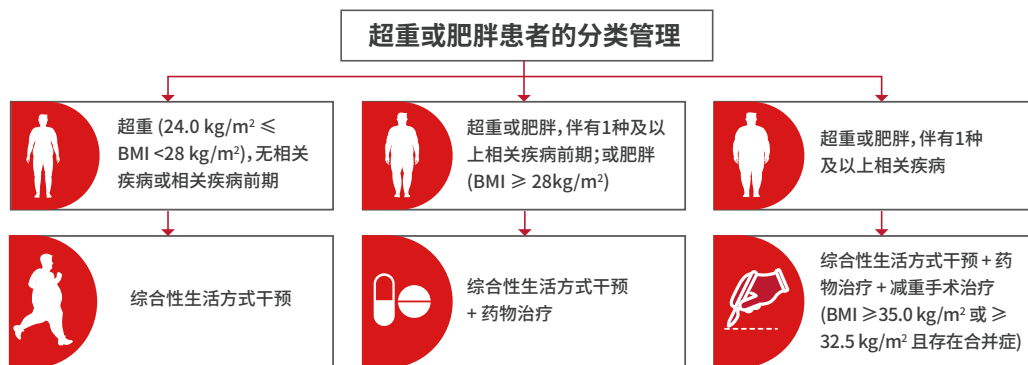 超重或肥胖患者的分类管理
超重 (24.0 kg/m² ≤
BMI <28 kg/m²)，无相关
疾病或相关疾病前期
超重或肥胖，伴有1种及以
上相关疾病前期；或肥胖
(BMI ≥ 28kg/m²)
超重或肥胖，伴有1种
及以上相关疾病
综合性生活方式干预
综合性生活方式干预
+ 药物治疗
综合性生活方式干预 + 药
物治疗 + 减重手术治疗
(BMI ≥35.0 kg/m² 或 ≥
32.5 kg/m² 且存在合并症)